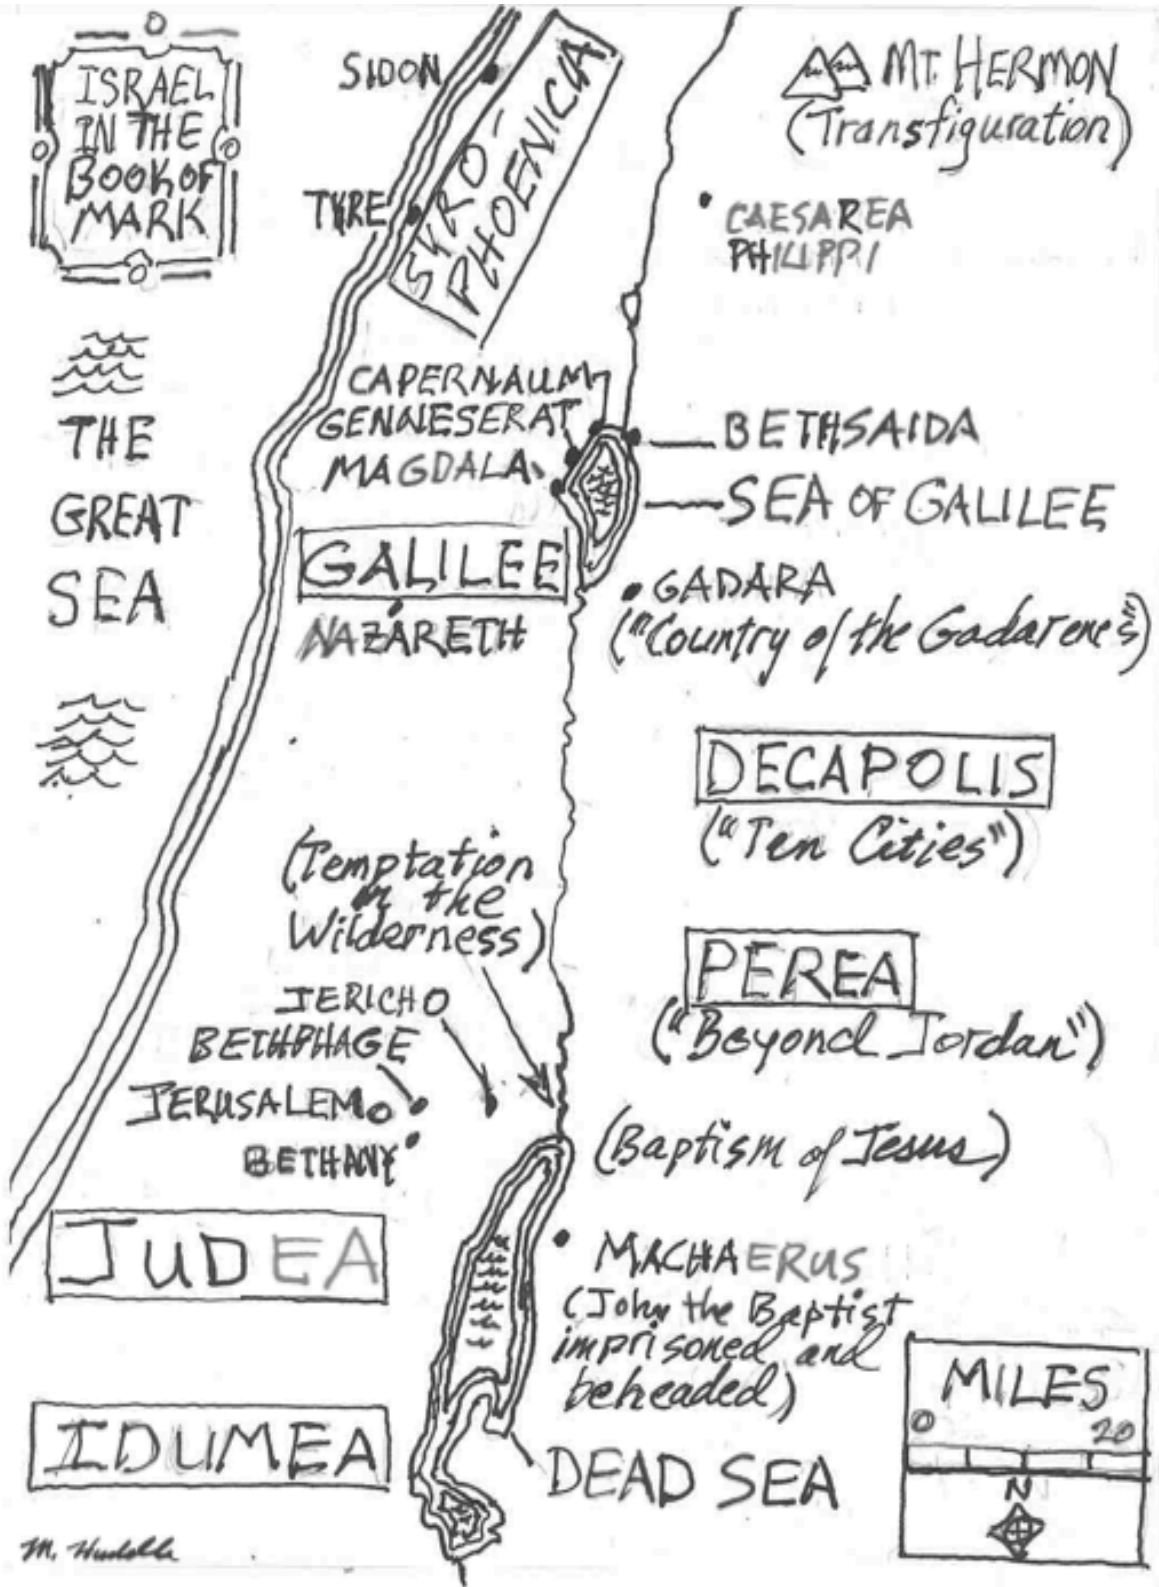 ISRAEL
IN THE
BOOK OF
MARK
SIDON
SYRO-
PHOENICIA
MT. HERMON
(Transfiguration)
TYRE
CAESAREA
PHILIPPI
THE
GREAT
SEA
CAPERNAUM
GENNESERAT
MAGDALA
BETHSAIDA
SEA OF GALILEE
GALILEE
NAZARETH
GADARA
("Country of the Gadarenes")
DECAPOLIS
("Ten Cities")
(Temptation
in the
Wilderness)
PEREA
("Beyond Jordan")
JERICHO
BETHPHAGE
JERUSALEM
BETHANY
(Baptism of Jesus)
JUDEA
MACHAERUS
(John the Baptist
imprisoned and
beheaded)
IDUMEA
DEAD SEA
MILES
0 20
N
M.